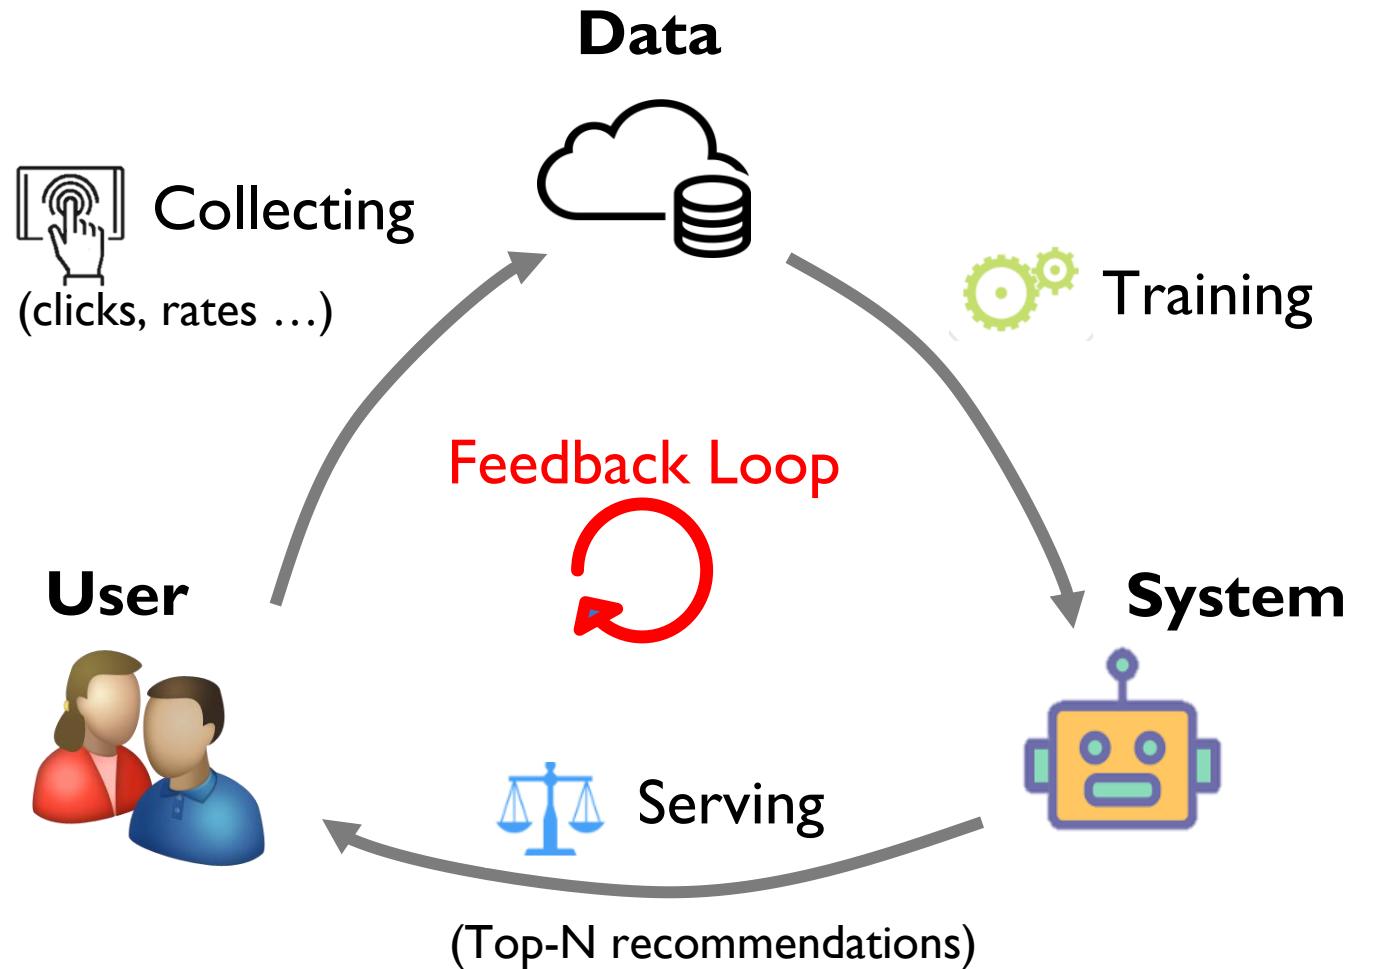 Data
Collecting
(clicks, rates …)
Training
Feedback Loop
User
System
Serving
(Top-N recommendations)